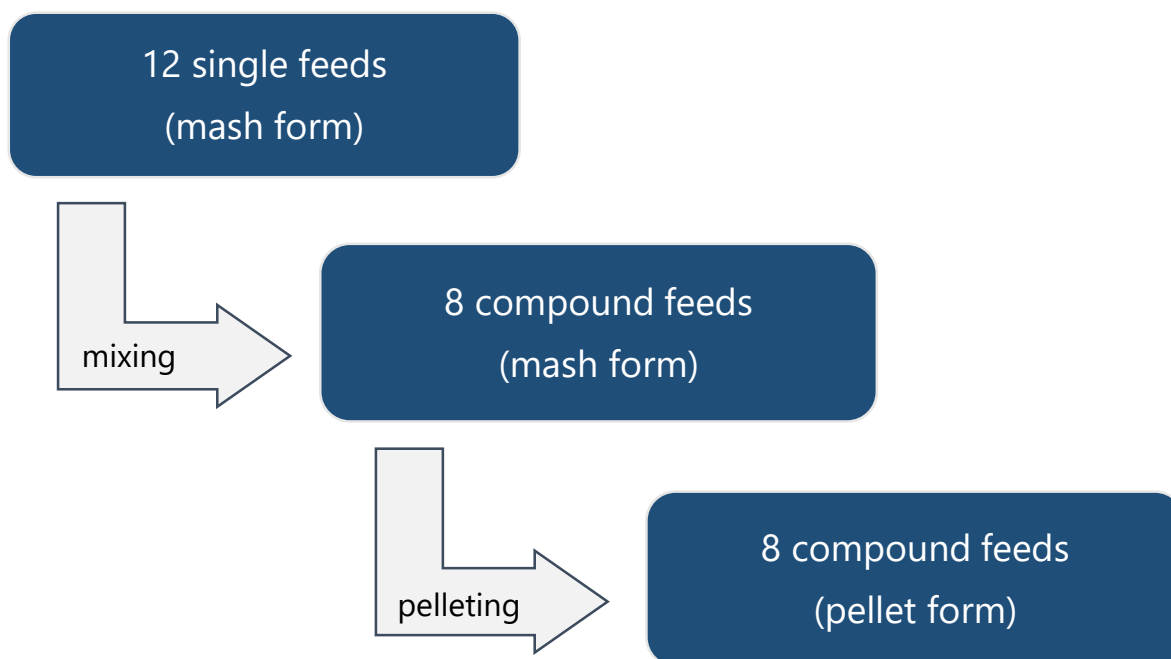 12 single feeds
(mash form)
mixing
8 compound feeds
(mash form)
pelleting
8 compound feeds
(pellet form)